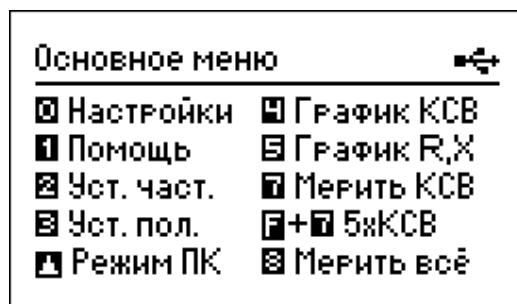 Основное меню
0 Настройки 4 График КСВ
1 Помощь 5 График R,X
2 Уст. част. 7 Мерить КСВ
3 Уст. пол. F+7 5xКСВ
Режим ПК 8 Мерить всё